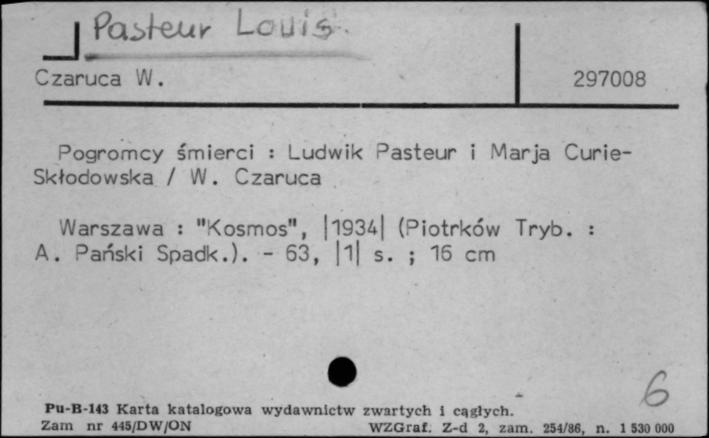 Pasteur Louis.
Czaruca W.
297008
Pogromcy śmierci : Ludwik Pasteur i Marja Curie-
Skłodowska / W. Czaruca
Warszawa : "Kosmos", |1934| (Piotrków Tryb. :
A. Pański Spadk.). - 63, |1| s. ; 16 cm
6
Pu-B-143 Karta katalogowa wydawnictw zwartych i cągłych.
Zam nr 445/DW/ON WZGraf. Z-d 2, zam. 254/86, n. 1 530 000